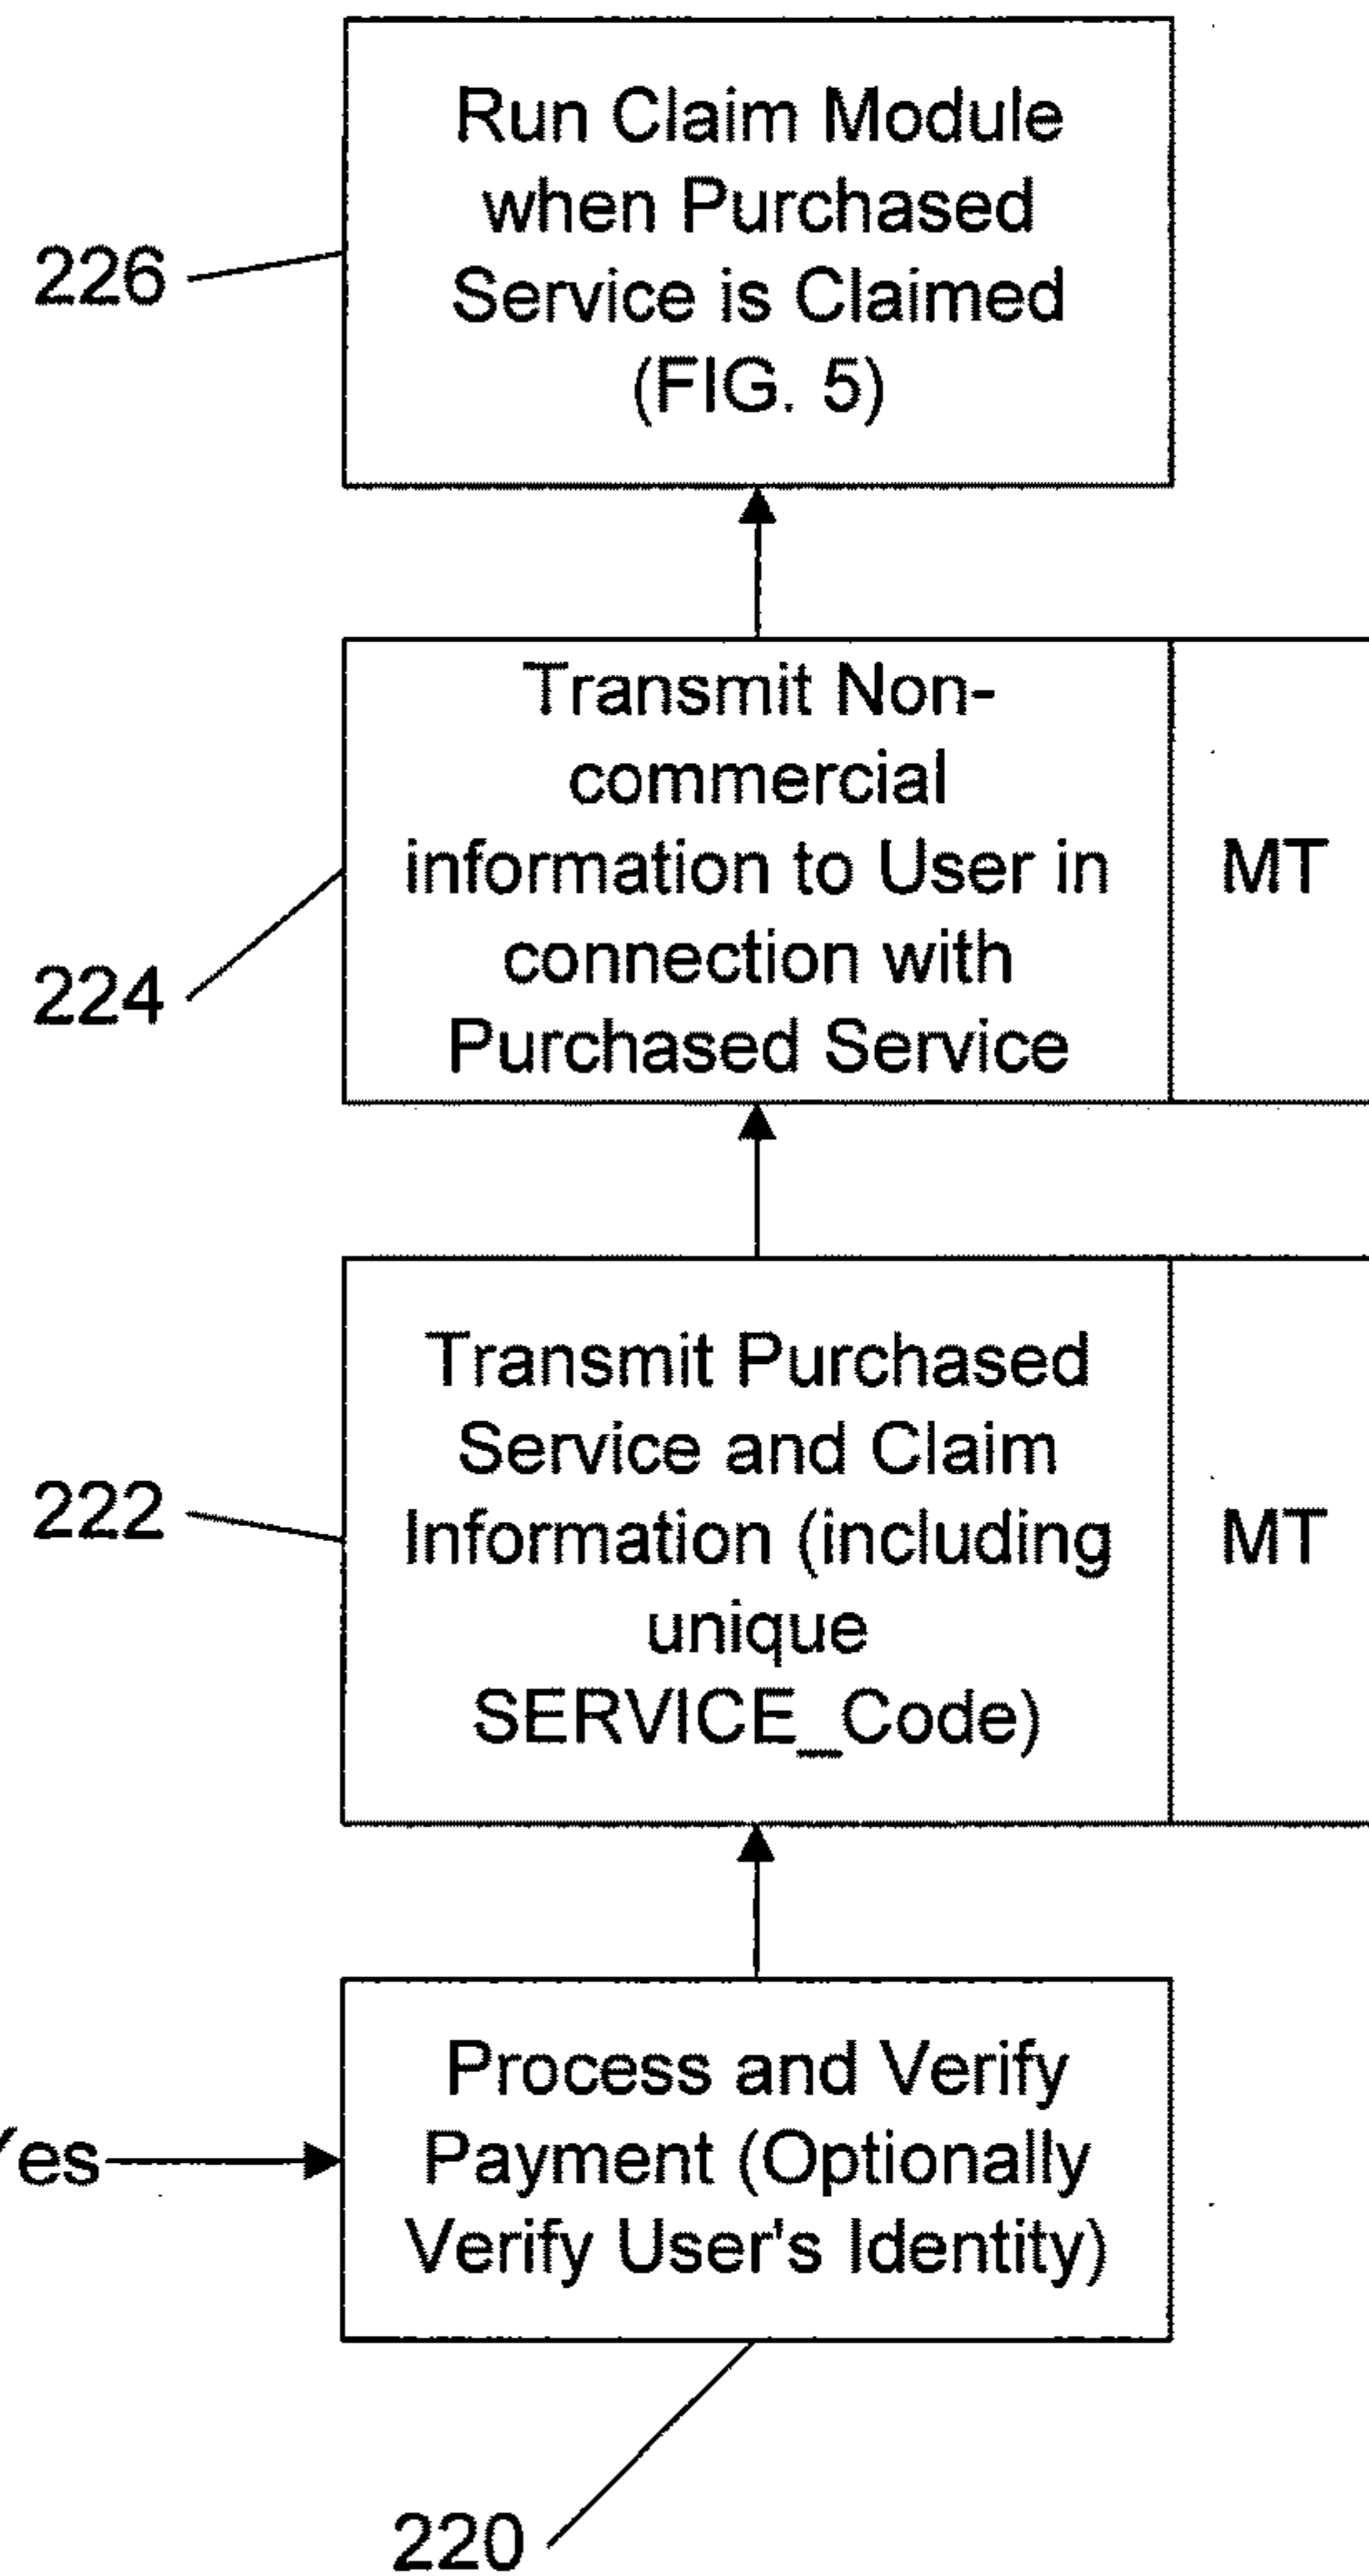 Run Claim Module
when Purchased
Service is Claimed
(FIG. 5)
226
Transmit Non-
commercial
information to User in
connection with
Purchased Service
MT
224
Transmit Purchased
Service and Claim
Information (including
unique
SERVICE_Code)
MT
222
Yes
Process and Verify
Payment (Optionally
Verify User's Identity)
220